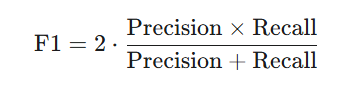 F1 = 2 · Precision × Recall / Precision + Recall